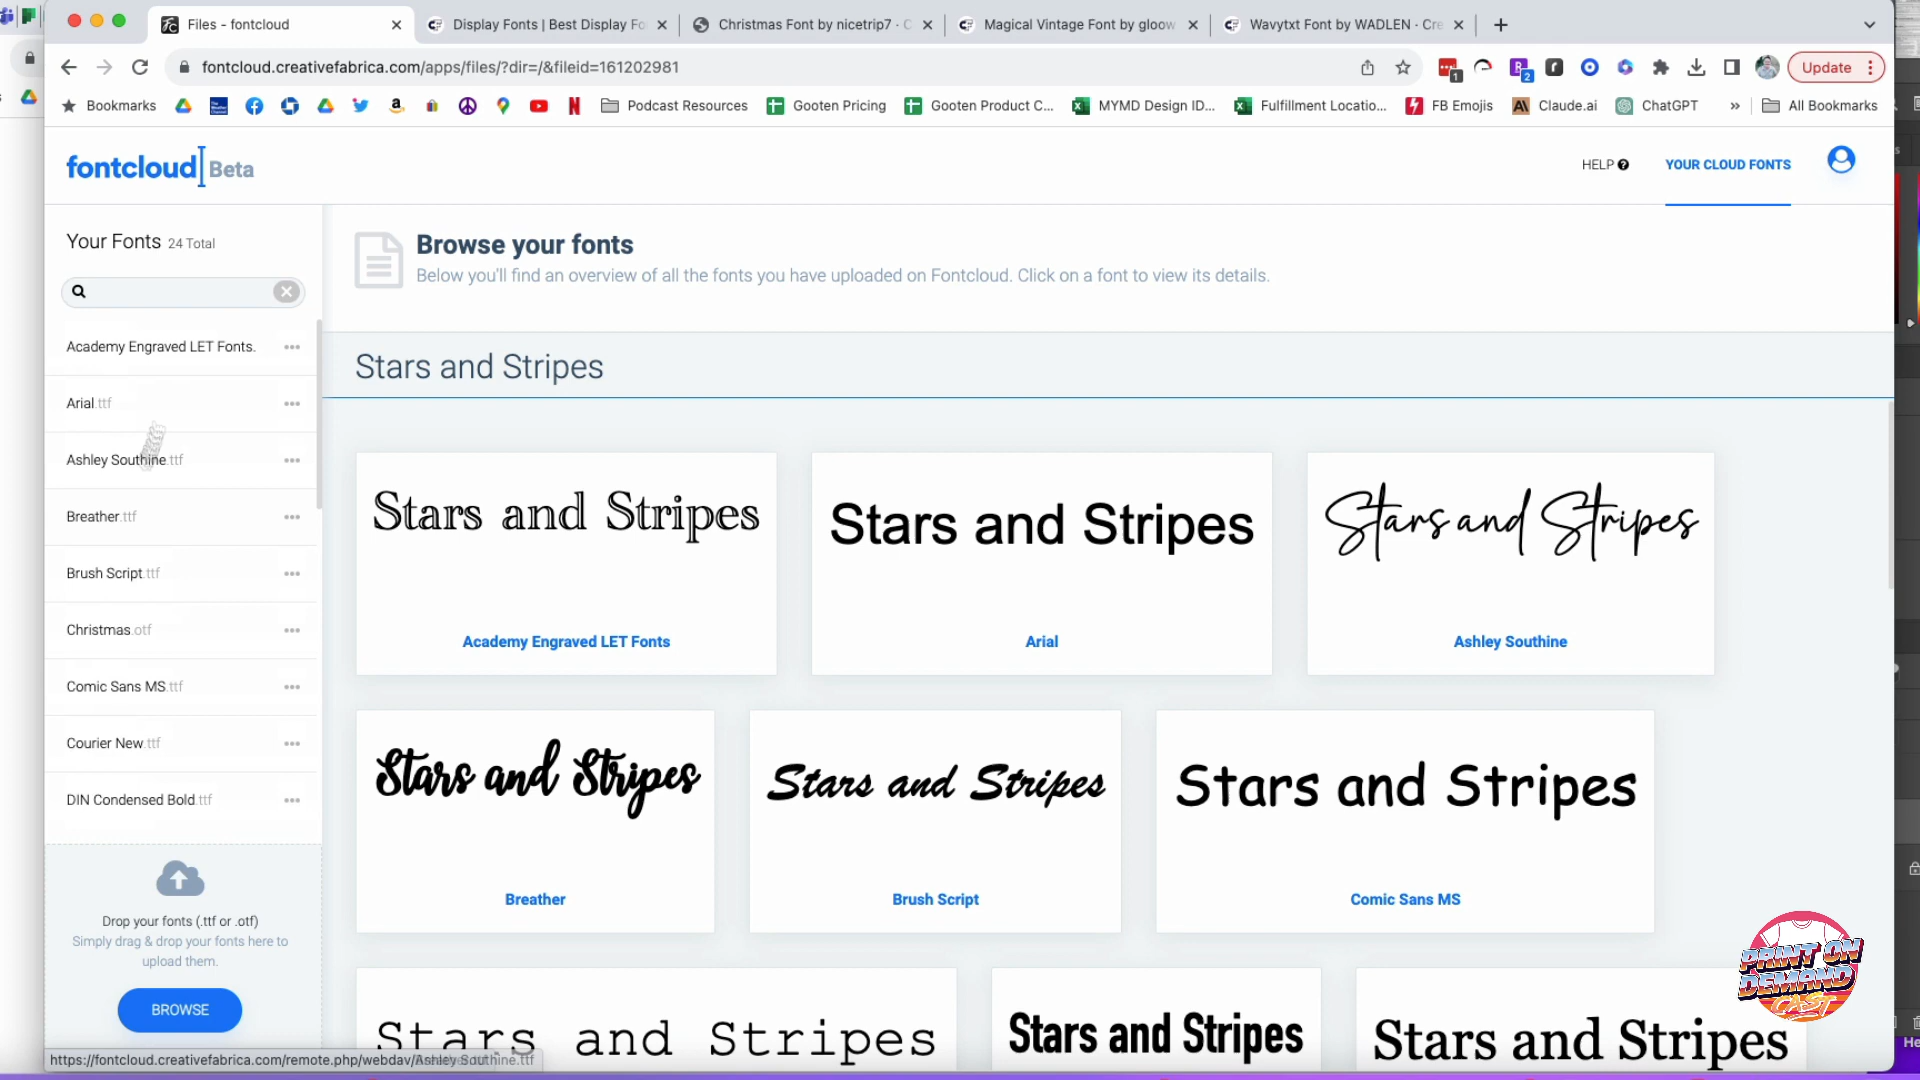 Files - fontcloud
Display Fonts | Best Display Fo
Christmas Font by nicetrip7 · C
Magical Vintage Font by gloow
Wavytxt Font by WADLEN · Cre
fontcloud.creativefabrica.com/apps/files/?dir=/&fileid=161202981
1
2
Update
Bookmarks
Podcast Resources
Gooten Pricing
Gooten Product C...
MYMD Design ID...
Fulfillment Locatio...
FB Emojis
Claude.ai
ChatGPT
»
All Bookmarks
fontcloud Beta
HELP
YOUR CLOUD FONTS
Your Fonts 24 Total
Browse your fonts
Below you'll find an overview of all the fonts you have uploaded on Fontcloud. Click on a font to view its details.
Academy Engraved LET Fonts.
Arial.ttf
Ashley Southine.ttf
Breather.ttf
Brush Script.ttf
Christmas.otf
Comic Sans MS.ttf
Courier New.ttf
DIN Condensed Bold.ttf
Drop your fonts (.ttf or .otf)
Simply drag & drop your fonts here to
upload them.
BROWSE
Stars and Stripes
Stars and Stripes
Academy Engraved LET Fonts
Stars and Stripes
Arial
Stars and Stripes
Ashley Southine
Stars and Stripes
Breather
Stars and Stripes
Brush Script
Stars and Stripes
Comic Sans MS
Stars and Stripes
Stars and Stripes
Stars and Stripes
PRINT ON
DEMAND
CAST
https://fontcloud.creativefabrica.com/remote.php/webdav/Ashley Southine.ttf